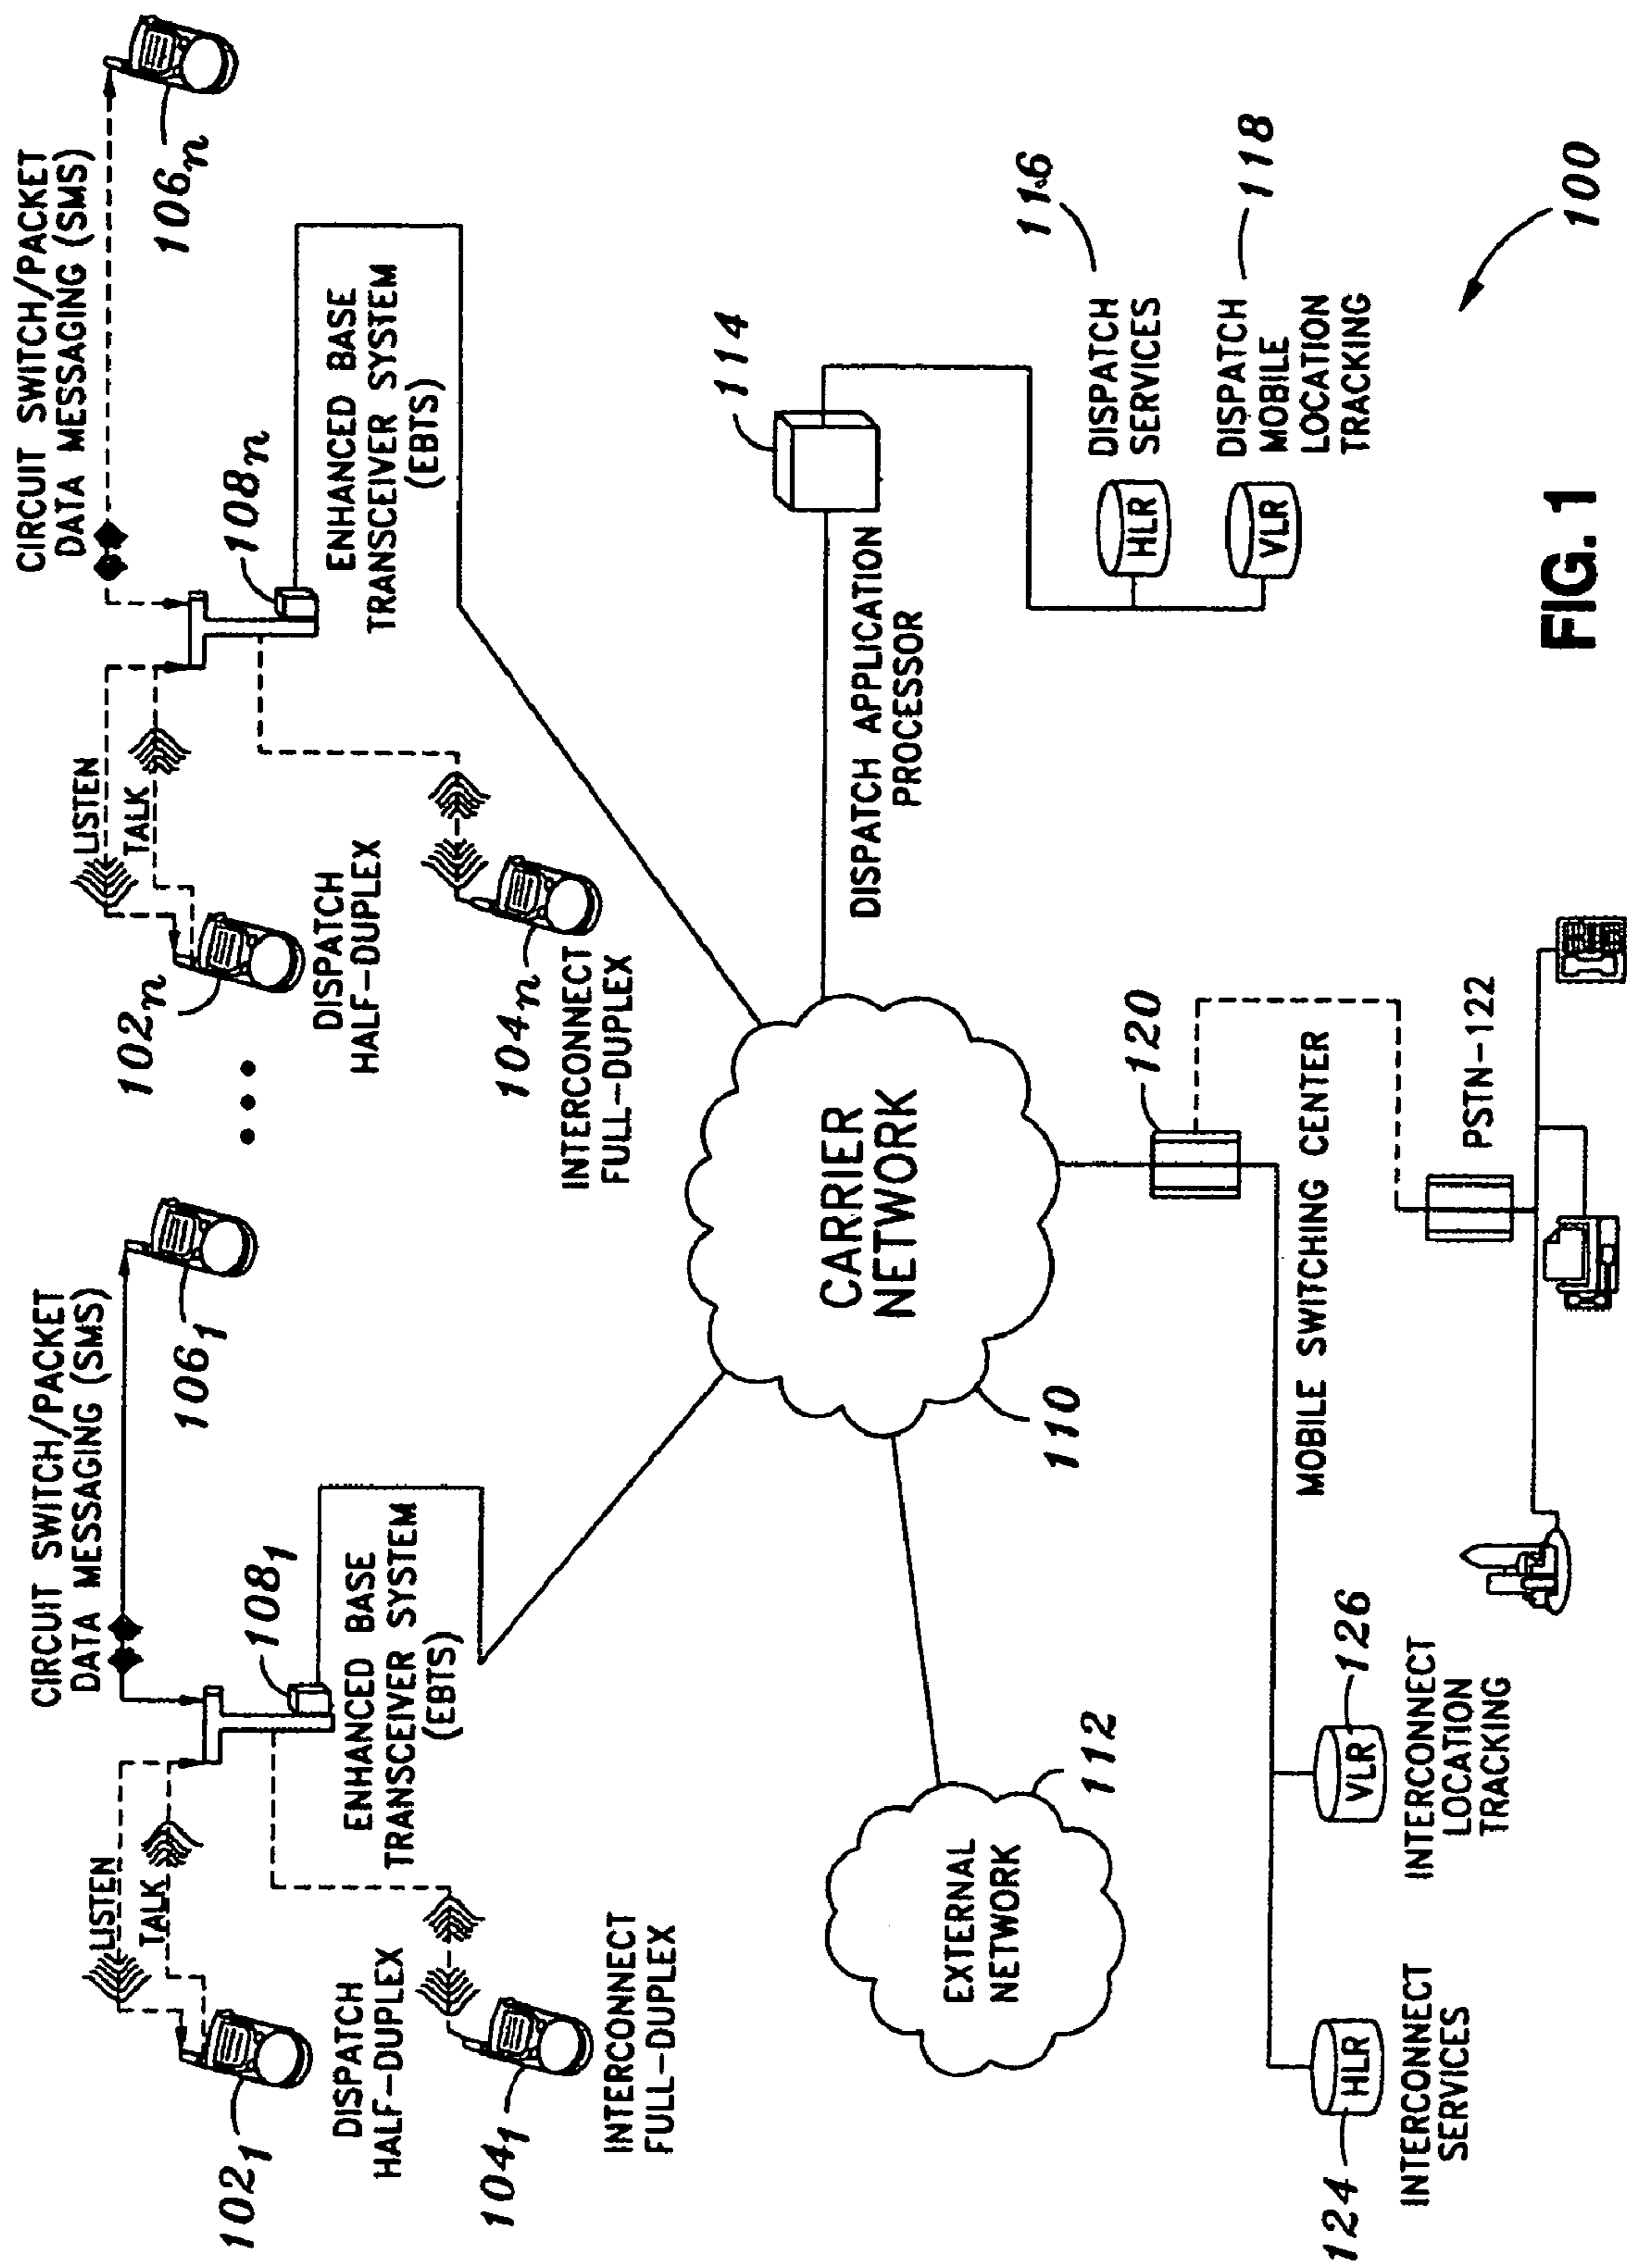 CIRCUIT SWITCH/PACKET
DATA MESSAGING (SMS)
CIRCUIT SWITCH/PACKET
DATA MESSAGING (SMS)
LISTEN
TALK
LISTEN
TALK
102₁
108₁
106₁
102ₙ
108ₙ
106ₙ
DISPATCH
HALF-DUPLEX
ENHANCED BASE
TRANSCEIVER SYSTEM
(EBTS)
DISPATCH
HALF-DUPLEX
ENHANCED BASE
TRANSCEIVER SYSTEM
(EBTS)
104₁
104ₙ
INTERCONNECT
FULL-DUPLEX
INTERCONNECT
FULL-DUPLEX
114
CARRIER
NETWORK
DISPATCH APPLICATION
PROCESSOR
EXTERNAL
NETWORK
110
112
120
116
HLR
DISPATCH
SERVICES
118
VLR
DISPATCH
MOBILE
LOCATION
TRACKING
MOBILE SWITCHING CENTER
124
HLR
VLR
126
INTERCONNECT
SERVICES
INTERCONNECT
LOCATION
TRACKING
PSTN-122
100
FIG. 1